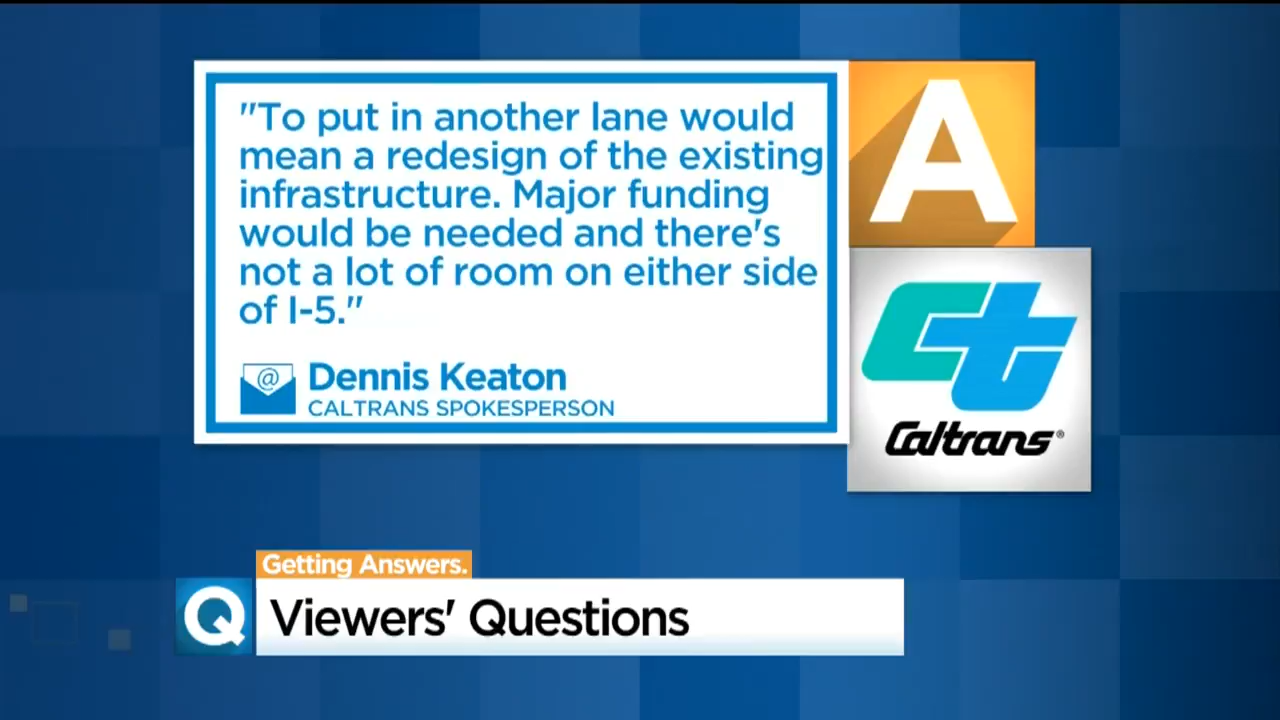 "To put in another lane would
mean a redesign of the existing
infrastructure. Major funding
would be needed and there's
not a lot of room on either side
of I-5."
@
Dennis Keaton
CALTRANS SPOKESPERSON
A
Ct
Caltrans®
Getting Answers.
Q
Viewers' Questions